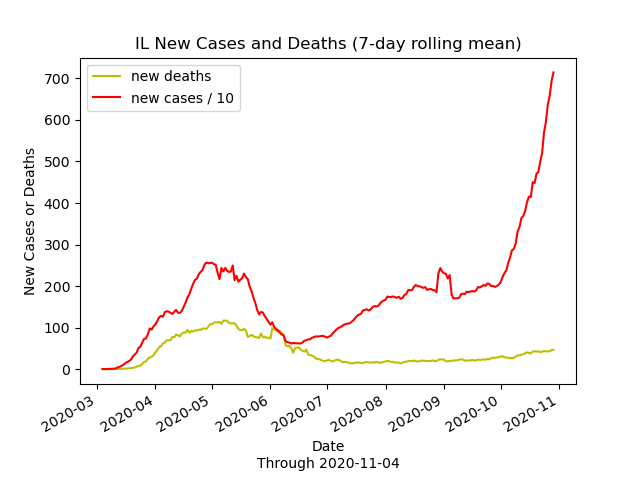 IL New Cases and Deaths (7-day rolling mean)
new deaths
new cases / 10
New Cases or Deaths
700
600
500
400
300
200
100
0
2020-03
2020-04
2020-05
2020-06
2020-07
2020-08
2020-09
2020-10
2020-11
Date
Through 2020-11-04